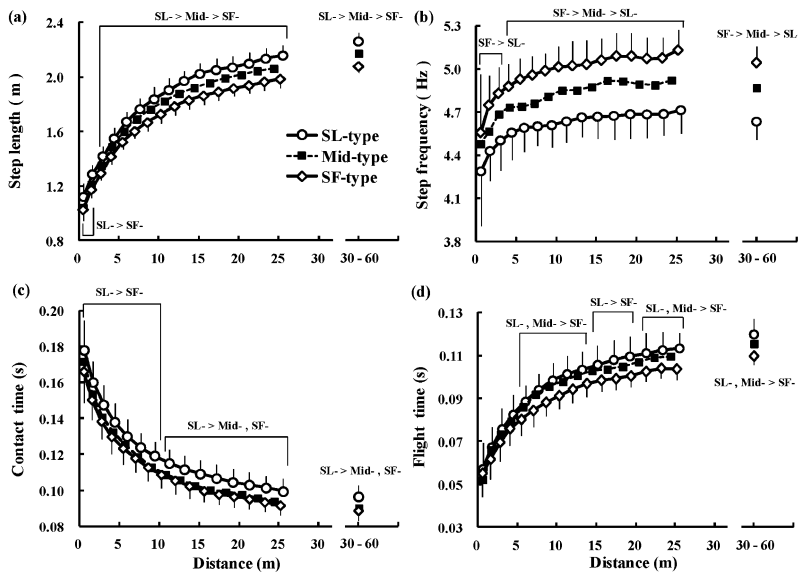 (a)
SL- > Mid- > SF-
SL- > Mid- > SF-
2.4
2.0
1.6
1.2
0.8
Step length ( m )
SL-type
Mid-type
SF-type
SL- > SF-
0 5 10 15 20 25 30
30 - 60
(b)
SF- > Mid- > SL-
SF- > SL-
SF- > Mid- > SL-
5.3
5.0
4.7
4.4
4.1
3.8
Step frequency ( Hz )
0 5 10 15 20 25 30
30 - 60
(c)
SL- > SF-
0.20
0.18
0.16
0.14
0.12
0.10
0.08
Contact time (s)
SL- > Mid- , SF-
SL- > Mid- , SF-
0 5 10 15 20 25 30
30 - 60
Distance (m)
(d)
SL- , Mid- > SF-
SL- > SF-
SL- , Mid- > SF-
0.13
0.11
0.09
0.07
0.05
0.03
Flight time (s)
SL- , Mid- > SF-
0 5 10 15 20 25 30
30 - 60
Distance (m)